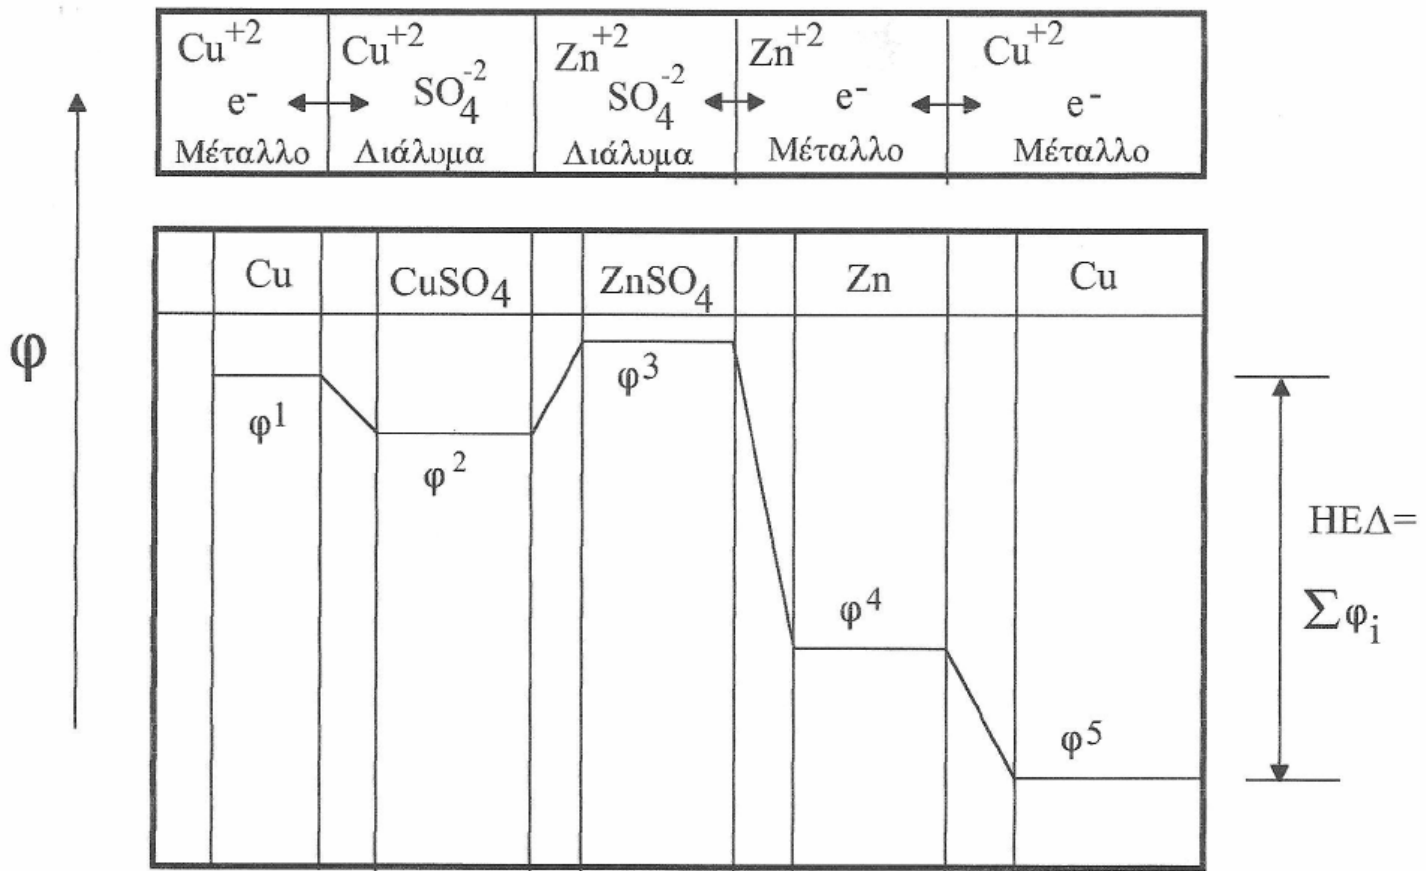 Cu+2 Cu+2 Zn+2 Zn+2 Cu+2
e- SO4-2 SO4-2 e- e-
Μέταλλο Διάλυμα Διάλυμα Μέταλλο Μέταλλο
Cu CuSO4 ZnSO4 Zn Cu
φ
φ1
φ2
φ3
φ4
φ5
ΗΕΔ=
Σφi